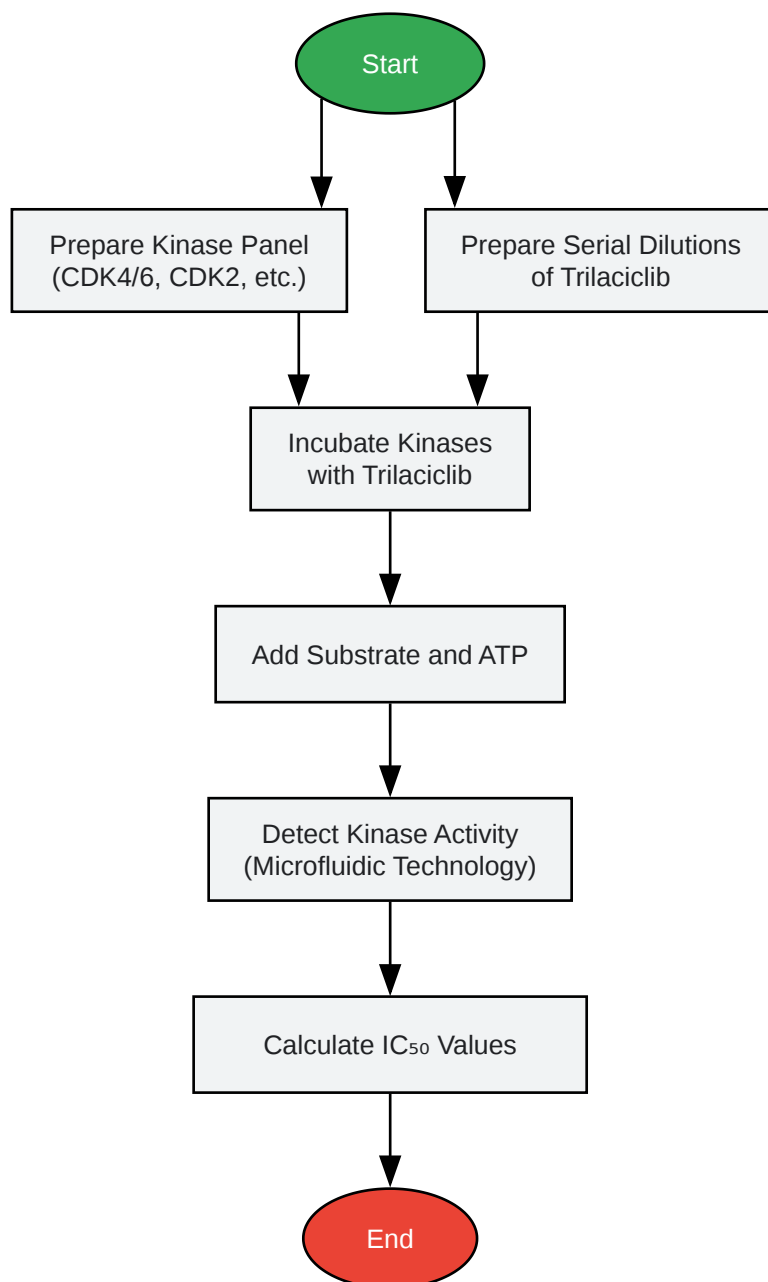 Start
Prepare Kinase Panel
(CDK4/6, CDK2, etc.)
Prepare Serial Dilutions
of Trilaciclib
Incubate Kinases
with Trilaciclib
Add Substrate and ATP
Detect Kinase Activity
(Microfluidic Technology)
Calculate IC₅₀ Values
End